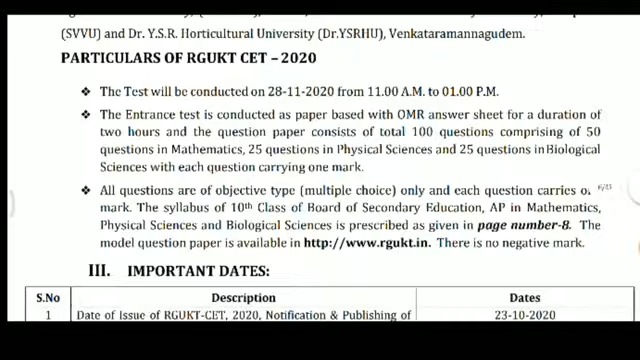 (SVVU) and Dr. Y.S.R. Horticultural University (Dr.YSRHU), Venkataramannagudem.
PARTICULARS OF RGUKT CET – 2020
❖ The Test will be conducted on 28-11-2020 from 11.00 A.M. to 01.00 P.M.
❖ The Entrance test is conducted as paper based with OMR answer sheet for a duration of
two hours and the question paper consists of total 100 questions comprising of 50
questions in Mathematics, 25 questions in Physical Sciences and 25 questions in Biological
Sciences with each question carrying one mark.
❖ All questions are of objective type (multiple choice) only and each question carries
mark. The syllabus of 10th Class of Board of Secondary Education, AP in Mathematics,
Physical Sciences and Biological Sciences is prescribed as given in page number-8. The
model question paper is available in http://www.rgukt.in. There is no negative mark.
III. IMPORTANT DATES:
S.No Description Dates
1 Date of Issue of RGUKT-CET, 2020, Notification & Publishing of 23-10-2020